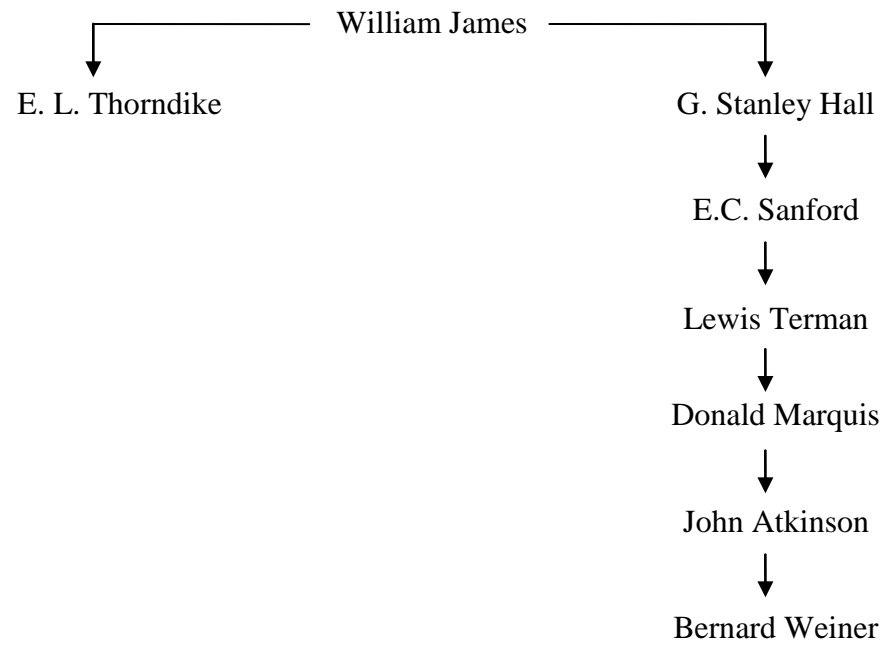 William James
E. L. Thorndike
G. Stanley Hall
E.C. Sanford
Lewis Terman
Donald Marquis
John Atkinson
Bernard Weiner